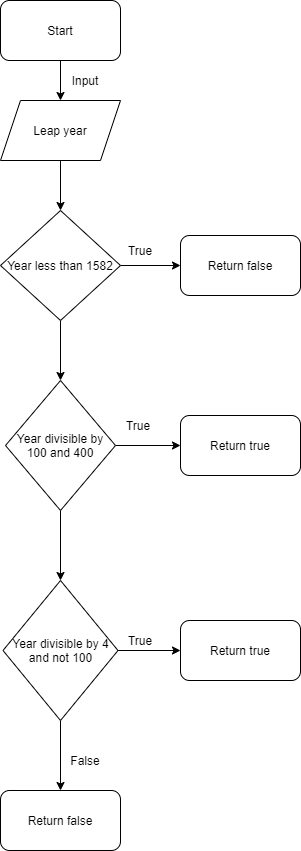 Start
Input
Leap year
True
Year less than 1582
Return false
True
Year divisible by
100 and 400
Return true
True
Year divisible by 4
and not 100
Return true
False
Return false